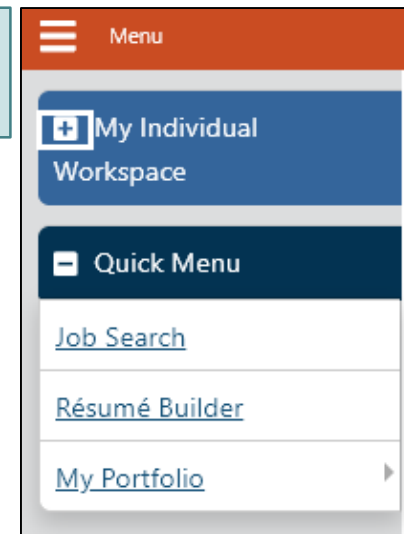 Menu
My Individual
Workspace
Quick Menu
Job Search
Résumé Builder
My Portfolio